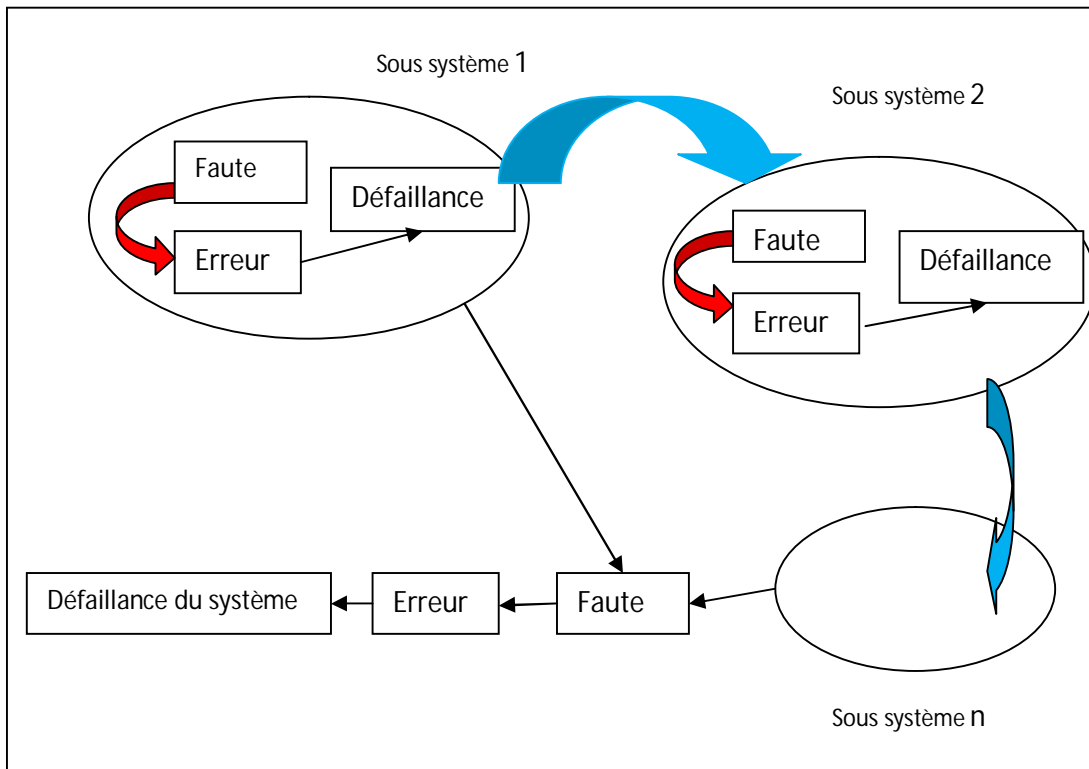 Sous système 1
Sous système 2
Faute
Défaillance
Erreur
Faute
Défaillance
Erreur
Défaillance du système
Erreur
Faute
Sous système n